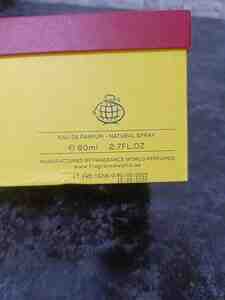 EAU DE PARFUM - NATURAL SPRAY
℮ 80ml 2.7FL.OZ
MANUFACTURED BY FRAGRANCE WORLD PERFUMES
www.fragranceworld.ae